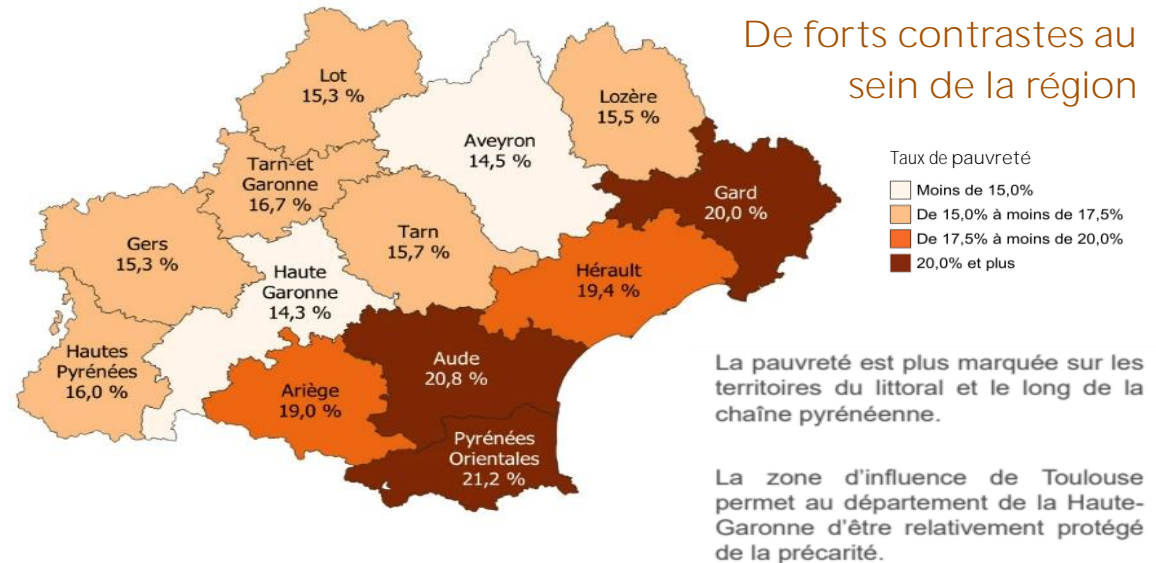 De forts contrastes au
sein de la région
Lot
15,3 %
Lozère
15,5 %
Aveyron
14,5 %
Tarn-et
Garonne
16,7 %
Gard
20,0 %
Gers
15,3 %
Tarn
15,7 %
Haute
Garonne
14,3 %
Hérault
19,4 %
Hautes
Pyrénées
16,0 %
Ariège
19,0 %
Aude
20,8 %
Pyrénées
Orientales
21,2 %
Taux de pauvreté
Moins de 15,0%
De 15,0% à moins de 17,5%
De 17,5% à moins de 20,0%
20,0% et plus
La pauvreté est plus marquée sur les
territoires du littoral et le long de la
chaîne pyrénéenne.
La zone d'influence de Toulouse
permet au département de la Haute-
Garonne d'être relativement protégé
de la précarité.